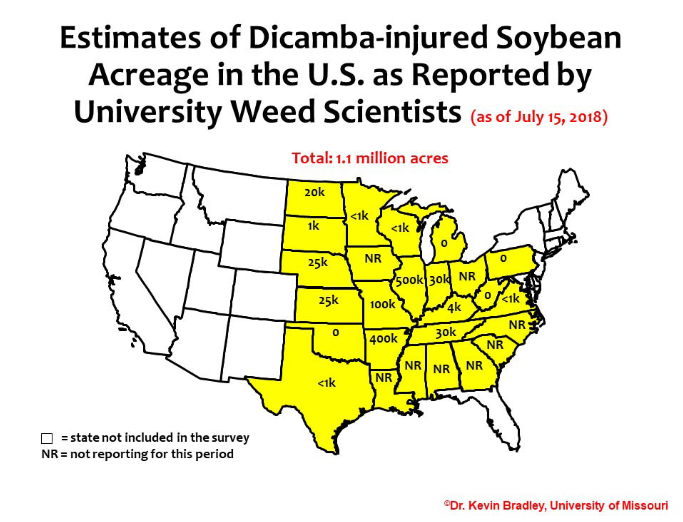 Estimates of Dicamba-injured Soybean
Acreage in the U.S. as Reported by
University Weed Scientists (as of July 15, 2018)
Total: 1.1 million acres
20k
<1k
<1k
1k
0
0
25k
NR
500k
30k
NR
25k
100k
0
<1k
4k
0
400k
30k
NR
NR
<1k
NR
NR
NR
NR
= state not included in the survey
NR = not reporting for this period
©Dr. Kevin Bradley, University of Missouri